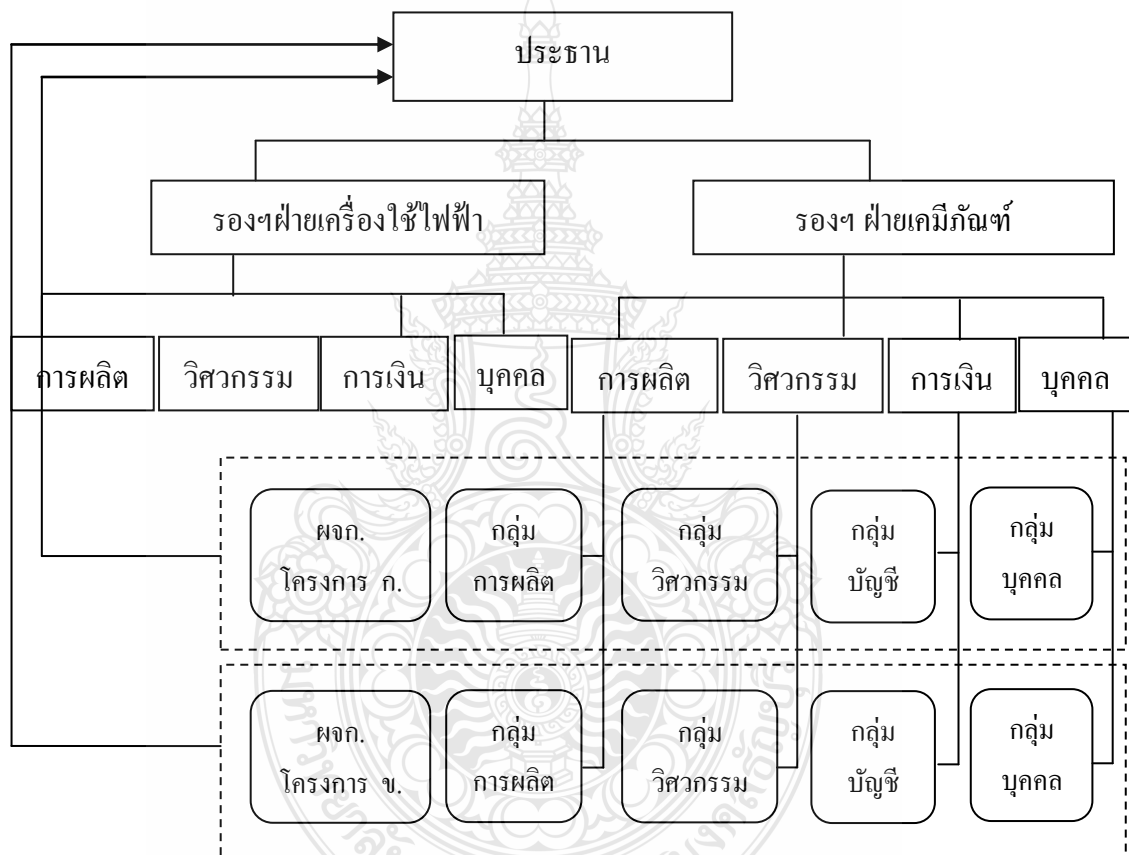 ประธาน
รองฯฝ่ายเครื่องใช้ไฟฟ้า
รองฯ ฝ่ายเคมีภัณฑ์
การผลิต
วิศวกรรม
การเงิน
บุคคล
การผลิต
วิศวกรรม
การเงิน
บุคคล
ผจก.
โครงการ ก.
กลุ่ม
การผลิต
กลุ่ม
วิศวกรรม
กลุ่ม
บัญชี
กลุ่ม
บุคคล
ผจก.
โครงการ ข.
กลุ่ม
การผลิต
กลุ่ม
วิศวกรรม
กลุ่ม
บัญชี
กลุ่ม
บุคคล